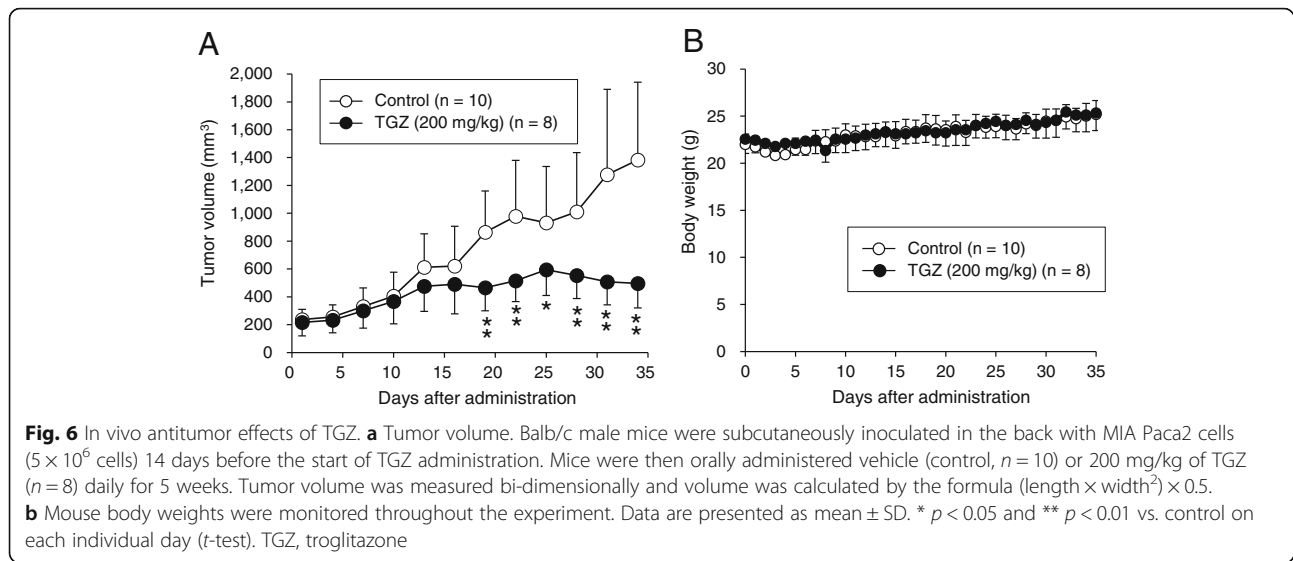 A
Tumor volume (mm³)
2,000
1,800
1,600
1,400
1,200
1,000
800
600
400
200
0
Control (n = 10)
TGZ (200 mg/kg) (n = 8)
* *
* *
*
* *
* *
* *
0 5 10 15 20 25 30 35
Days after administration
B
Body weight (g)
30
25
20
15
10
5
0
Control (n = 10)
TGZ (200 mg/kg) (n = 8)
0 5 10 15 20 25 30 35
Days after administration
Fig. 6 In vivo antitumor effects of TGZ. a Tumor volume. Balb/c male mice were subcutaneously inoculated in the back with MIA Paca2 cells
(5 × 10⁶ cells) 14 days before the start of TGZ administration. Mice were then orally administered vehicle (control, n = 10) or 200 mg/kg of TGZ
(n = 8) daily for 5 weeks. Tumor volume was measured bi-dimensionally and volume was calculated by the formula (length × width²) × 0.5.
b Mouse body weights were monitored throughout the experiment. Data are presented as mean ± SD. * p < 0.05 and ** p < 0.01 vs. control on
each individual day (t-test). TGZ, troglitazone